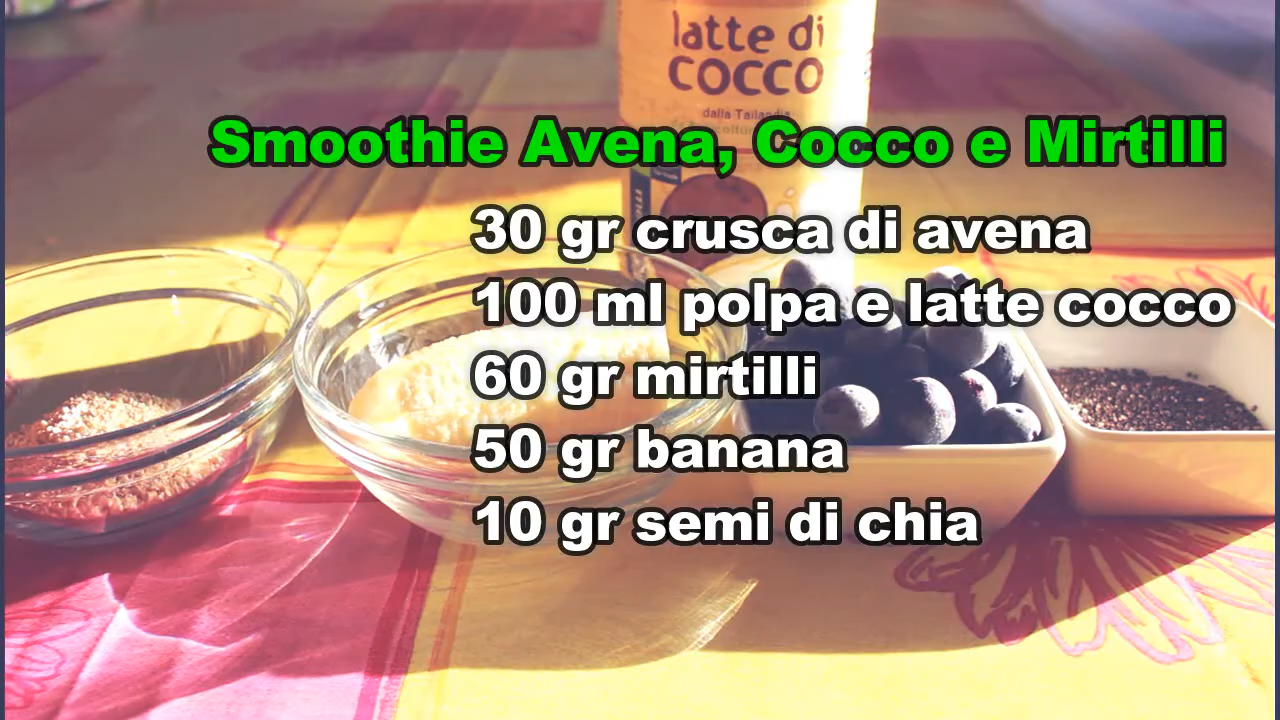 latte di
cocco
dalla Tailandia
Smoothie Avena, Cocco e Mirtilli
30 gr crusca di avena
100 ml polpa e latte cocco
60 gr mirtilli
50 gr banana
10 gr semi di chia